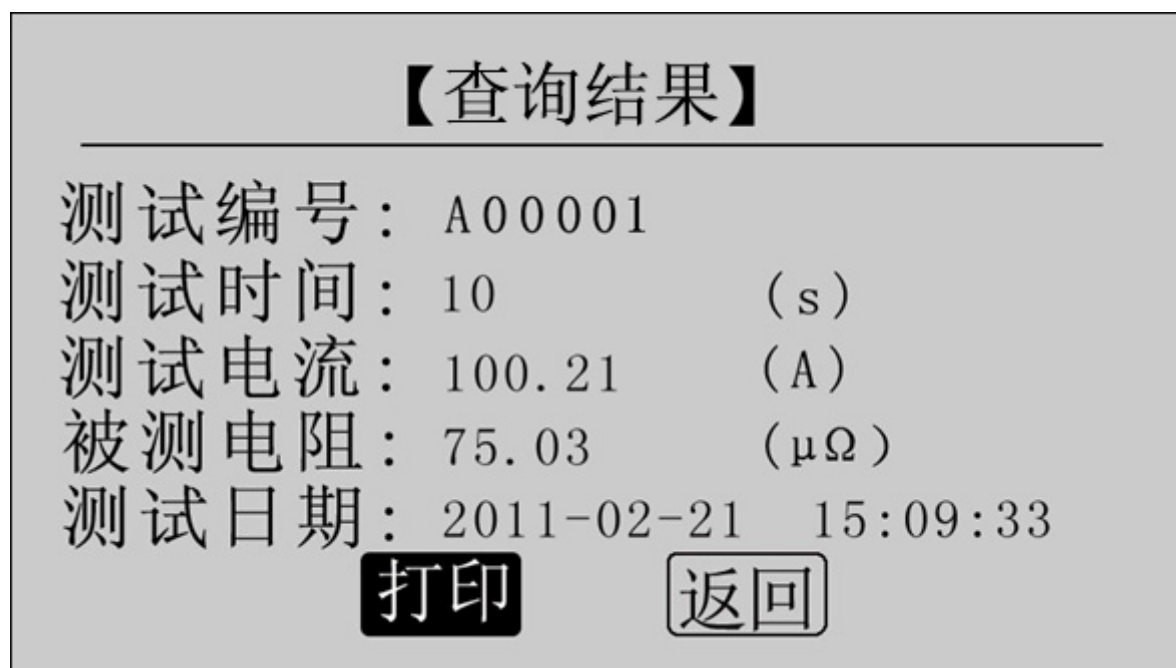 【查询结果】
测试编号: A00001
测试时间: 10 (s)
测试电流: 100.21 (A)
被测电阻: 75.03 (μΩ)
测试日期: 2011-02-21 15:09:33
打印 返回